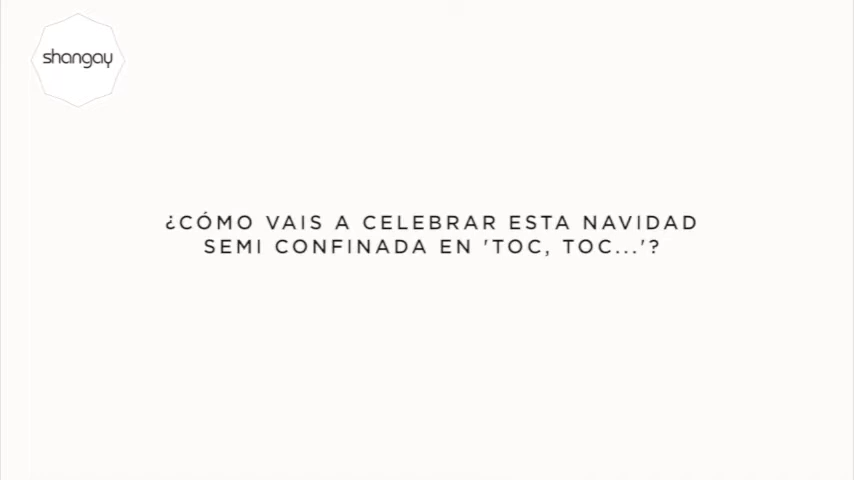 shangay
¿CÓMO VAIS A CELEBRAR ESTA NAVIDAD
SEMI CONFINADA EN 'TOC, TOC...'?